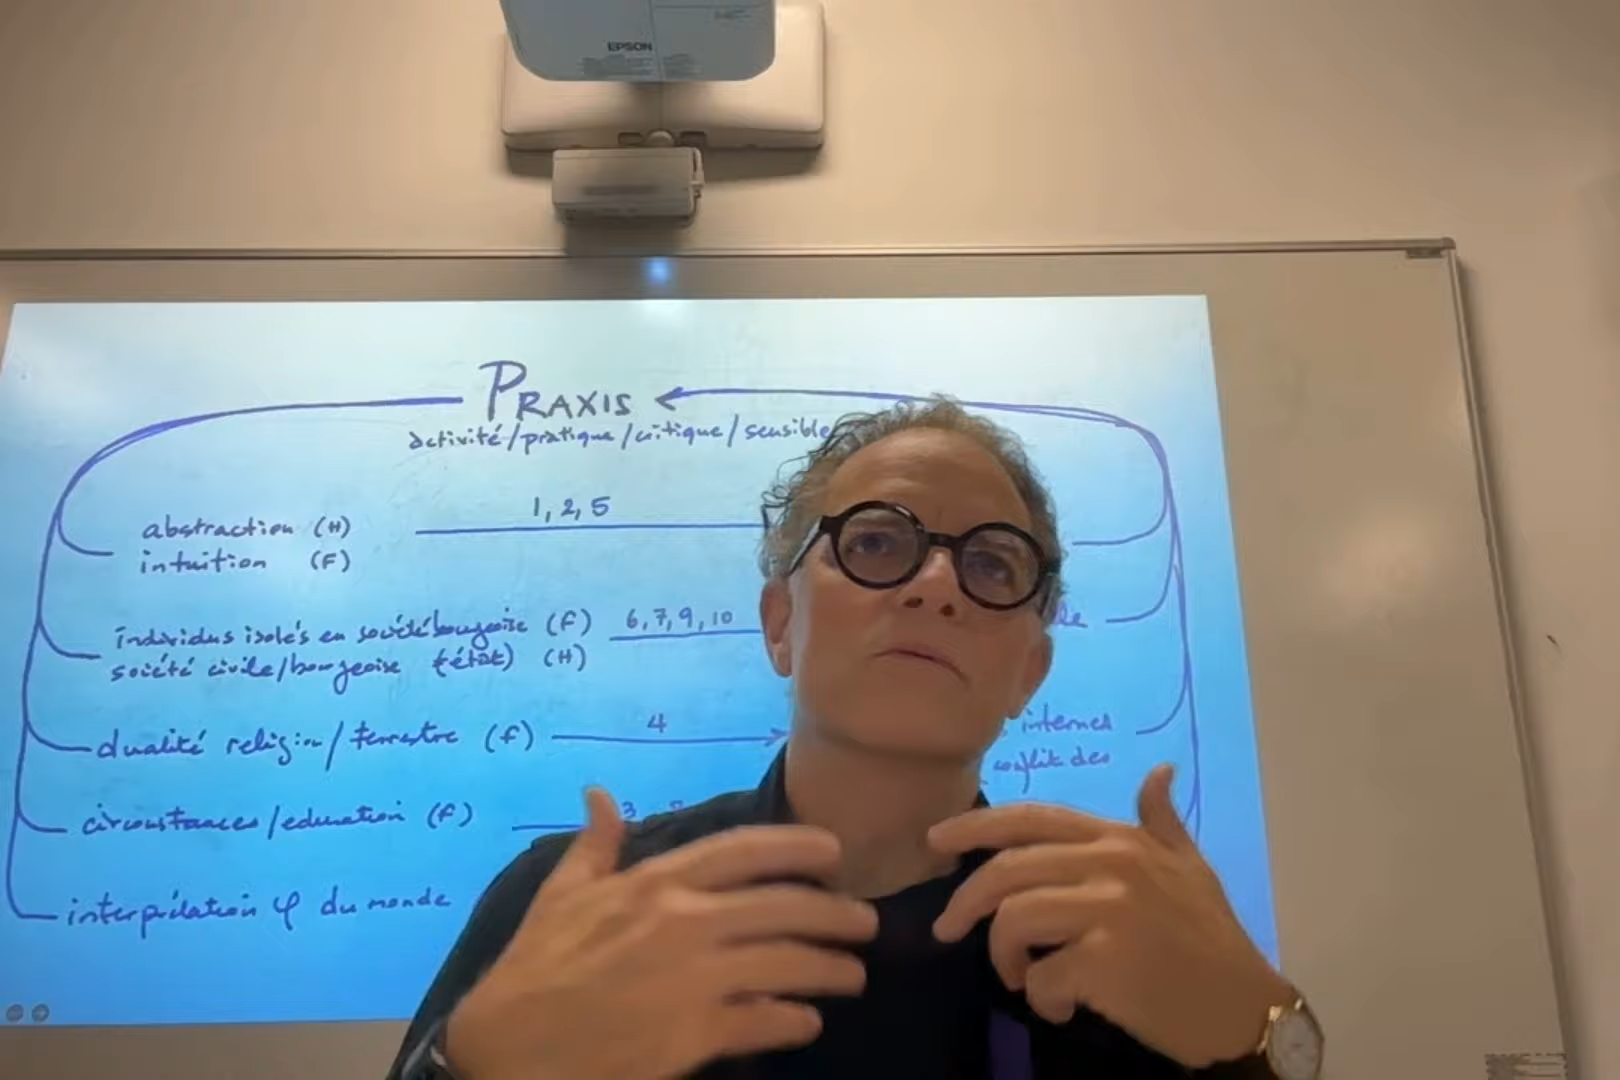 EPSON
PRAXIS
activité/pratique/critique/sensible
abstraction (H)
1, 2, 5
intuition (F)
individus isolés en société bourgeoise (F)
6, 7, 9, 10
société civile/bourgeoise (état) (H)
dualité religion/terrestre (F)
4
internes
conflit des
circonstances/education (F)
3
interprétation φ du monde